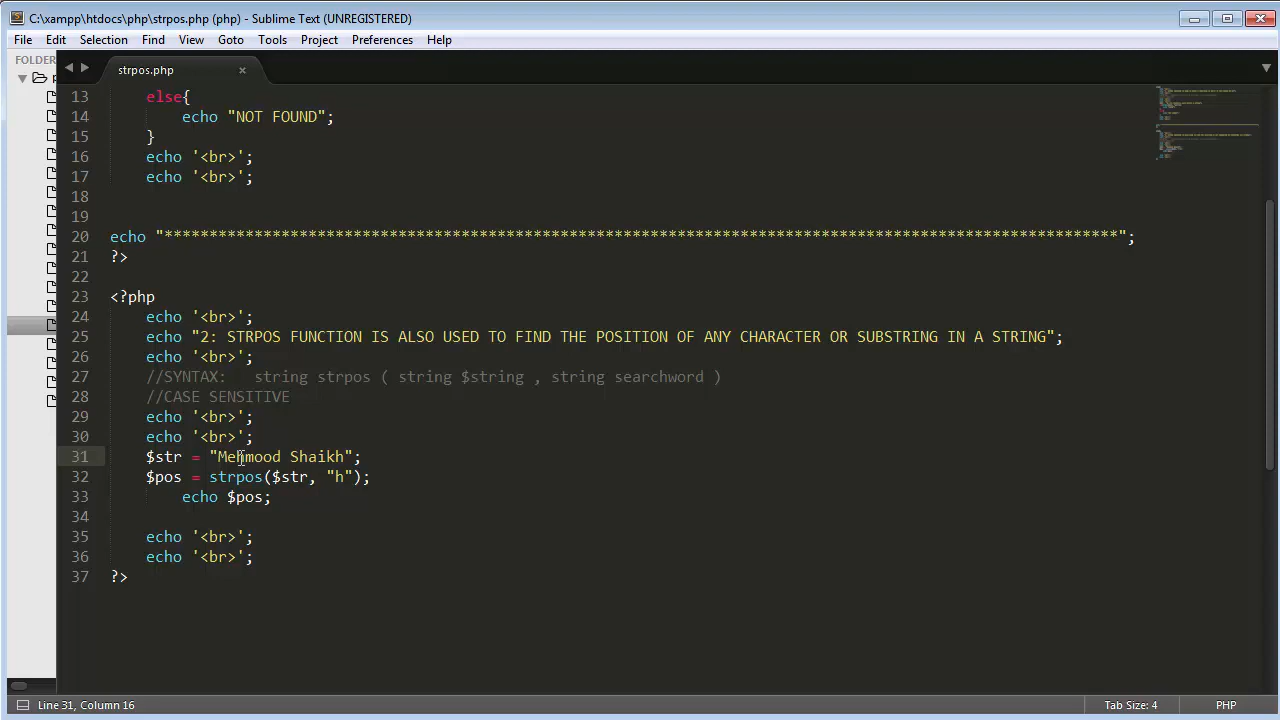 C:\xampp\htdocs\php\strpos.php (php) - Sublime Text (UNREGISTERED)
File Edit Selection Find View Goto Tools Project Preferences Help
FOLDER
strpos.php
13 else{
14 echo "NOT FOUND";
15 }
16 echo '<br>';
17 echo '<br>';
18
19
20 echo "**********************************************************************************************************";
21 ?>
22
23 <?php
24 echo '<br>';
25 echo "2: STRPOS FUNCTION IS ALSO USED TO FIND THE POSITION OF ANY CHARACTER OR SUBSTRING IN A STRING";
26 echo '<br>';
27 //SYNTAX: string strpos ( string $string , string searchword )
28 //CASE SENSITIVE
29 echo '<br>';
30 echo '<br>';
31 $str = "Mehmood Shaikh";
32 $pos = strpos($str, "h");
33 echo $pos;
34
35 echo '<br>';
36 echo '<br>';
37 ?>
Line 31, Column 16 Tab Size: 4 PHP